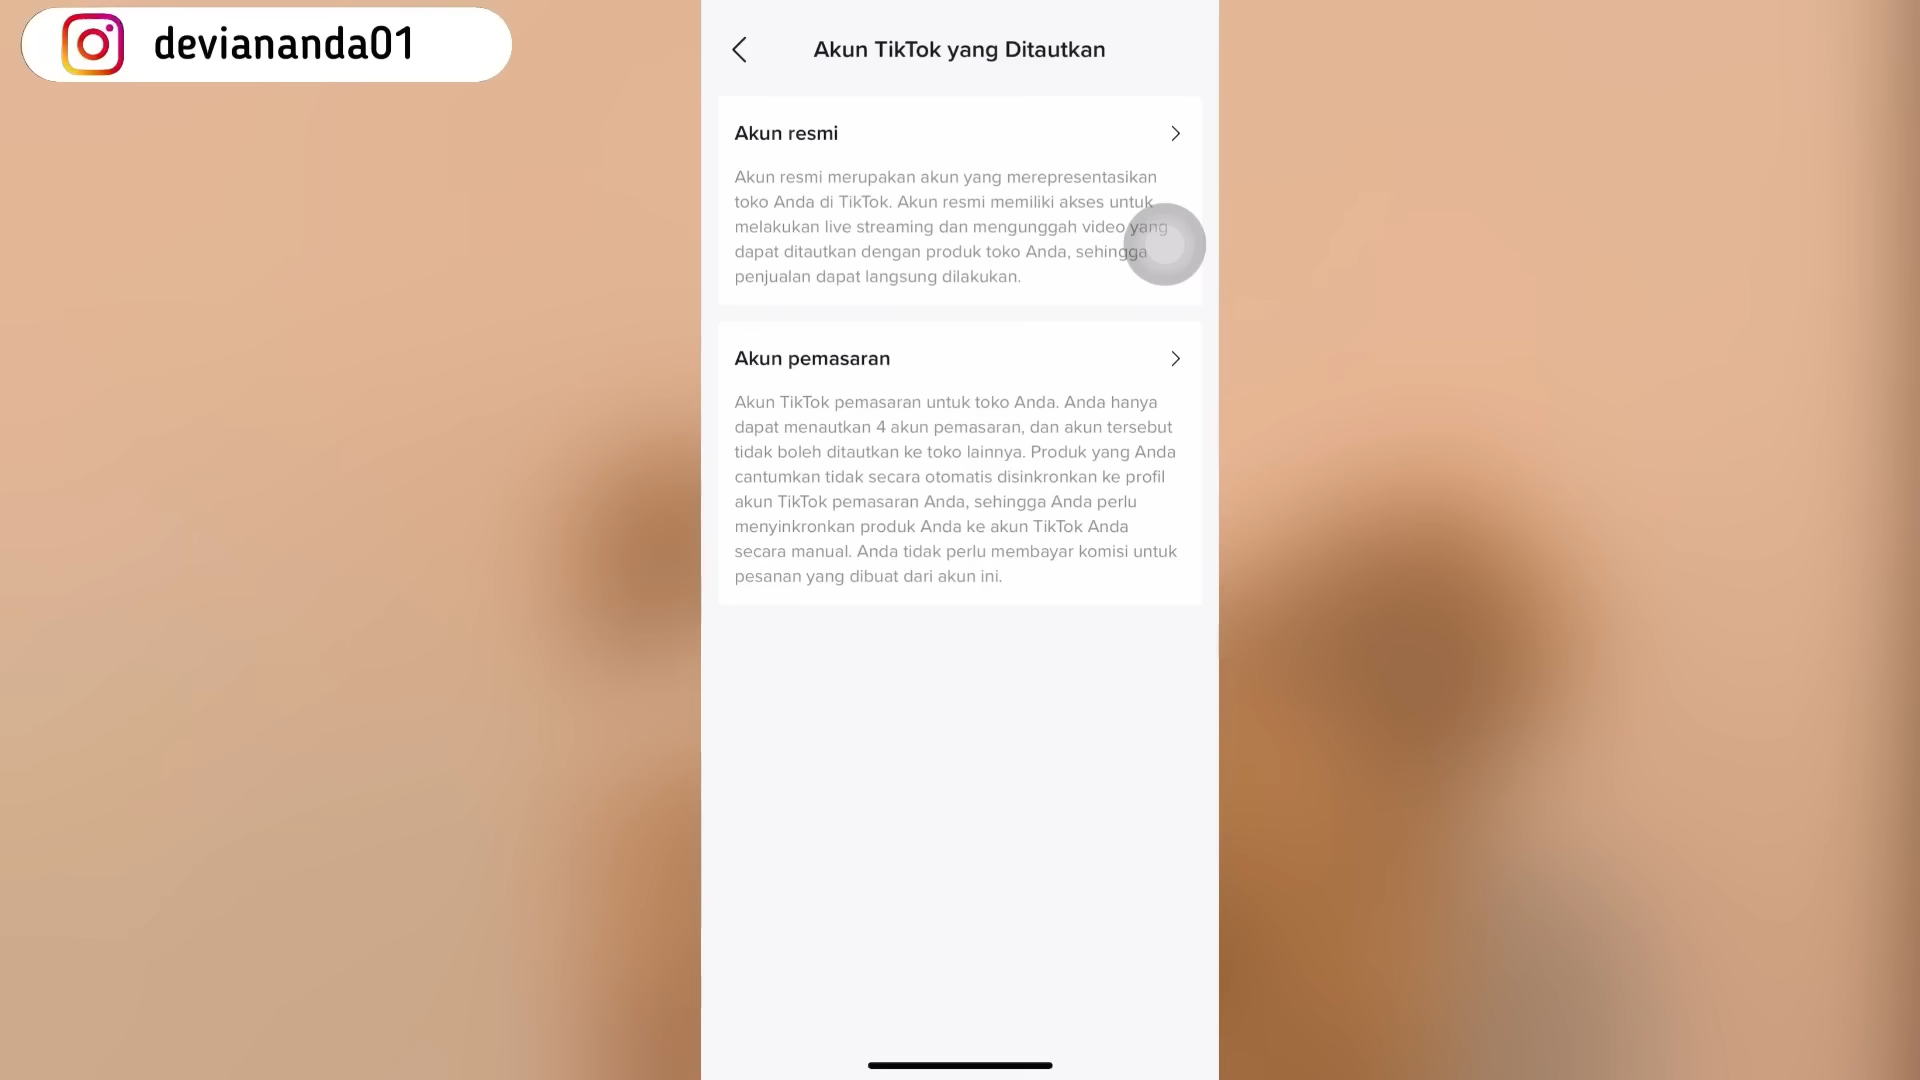 deviananda01
Akun TikTok yang Ditautkan
Akun resmi
Akun resmi merupakan akun yang merepresentasikan
toko Anda di TikTok. Akun resmi memiliki akses untuk
melakukan live streaming dan mengunggah video yang
dapat ditautkan dengan produk toko Anda, sehingga
penjualan dapat langsung dilakukan.
Akun pemasaran
Akun TikTok pemasaran untuk toko Anda. Anda hanya
dapat menautkan 4 akun pemasaran, dan akun tersebut
tidak boleh ditautkan ke toko lainnya. Produk yang Anda
cantumkan tidak secara otomatis disinkronkan ke profil
akun TikTok pemasaran Anda, sehingga Anda perlu
menyinkronkan produk Anda ke akun TikTok Anda
secara manual. Anda tidak perlu membayar komisi untuk
pesanan yang dibuat dari akun ini.